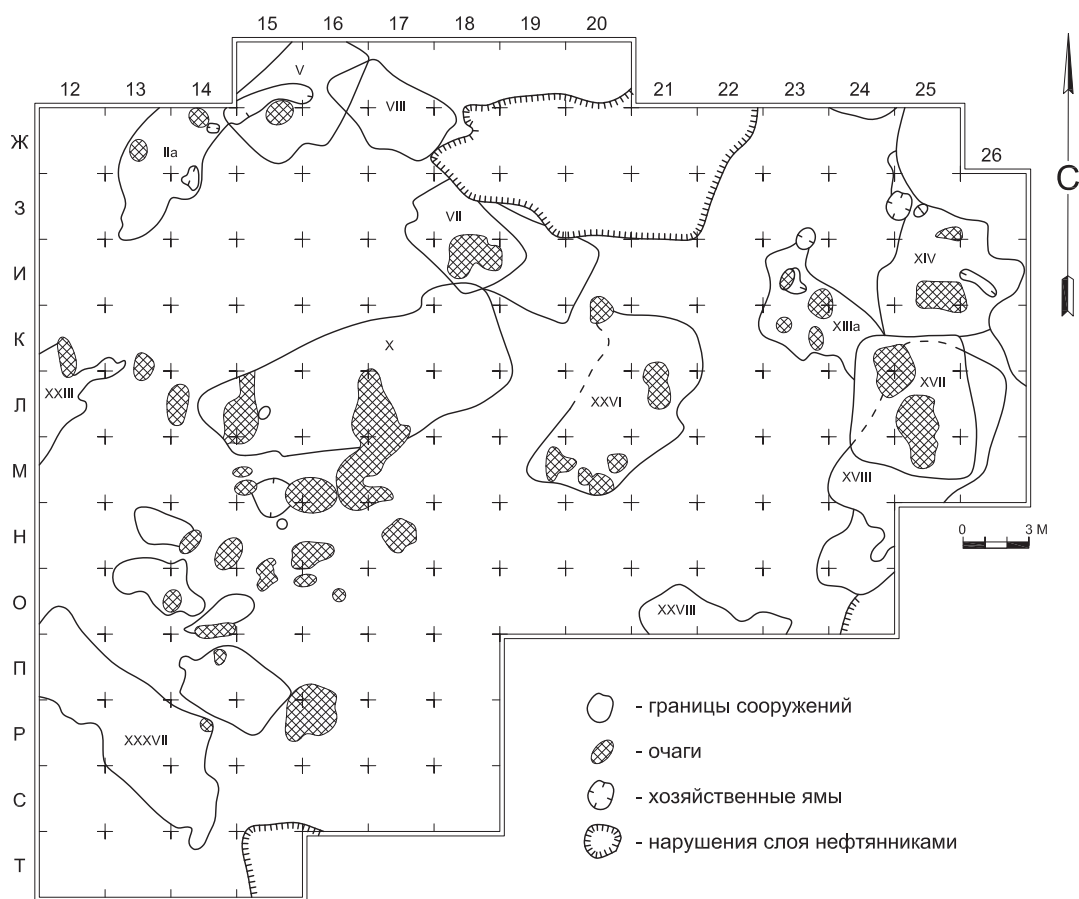 15 16 17 18 19 20
12 13 14 21 22 23 24 25
26
Ж
З
И
К
Л
М
Н
О
П
Р
С
Т
V
VIII
IIа
VII
XIV
X
XIIIа
XXIII
XXVI
XVII
XVIII
XXVIII
XXXVII
С
0 3 М
- границы сооружений
- очаги
- хозяйственные ямы
- нарушения слоя нефтянниками